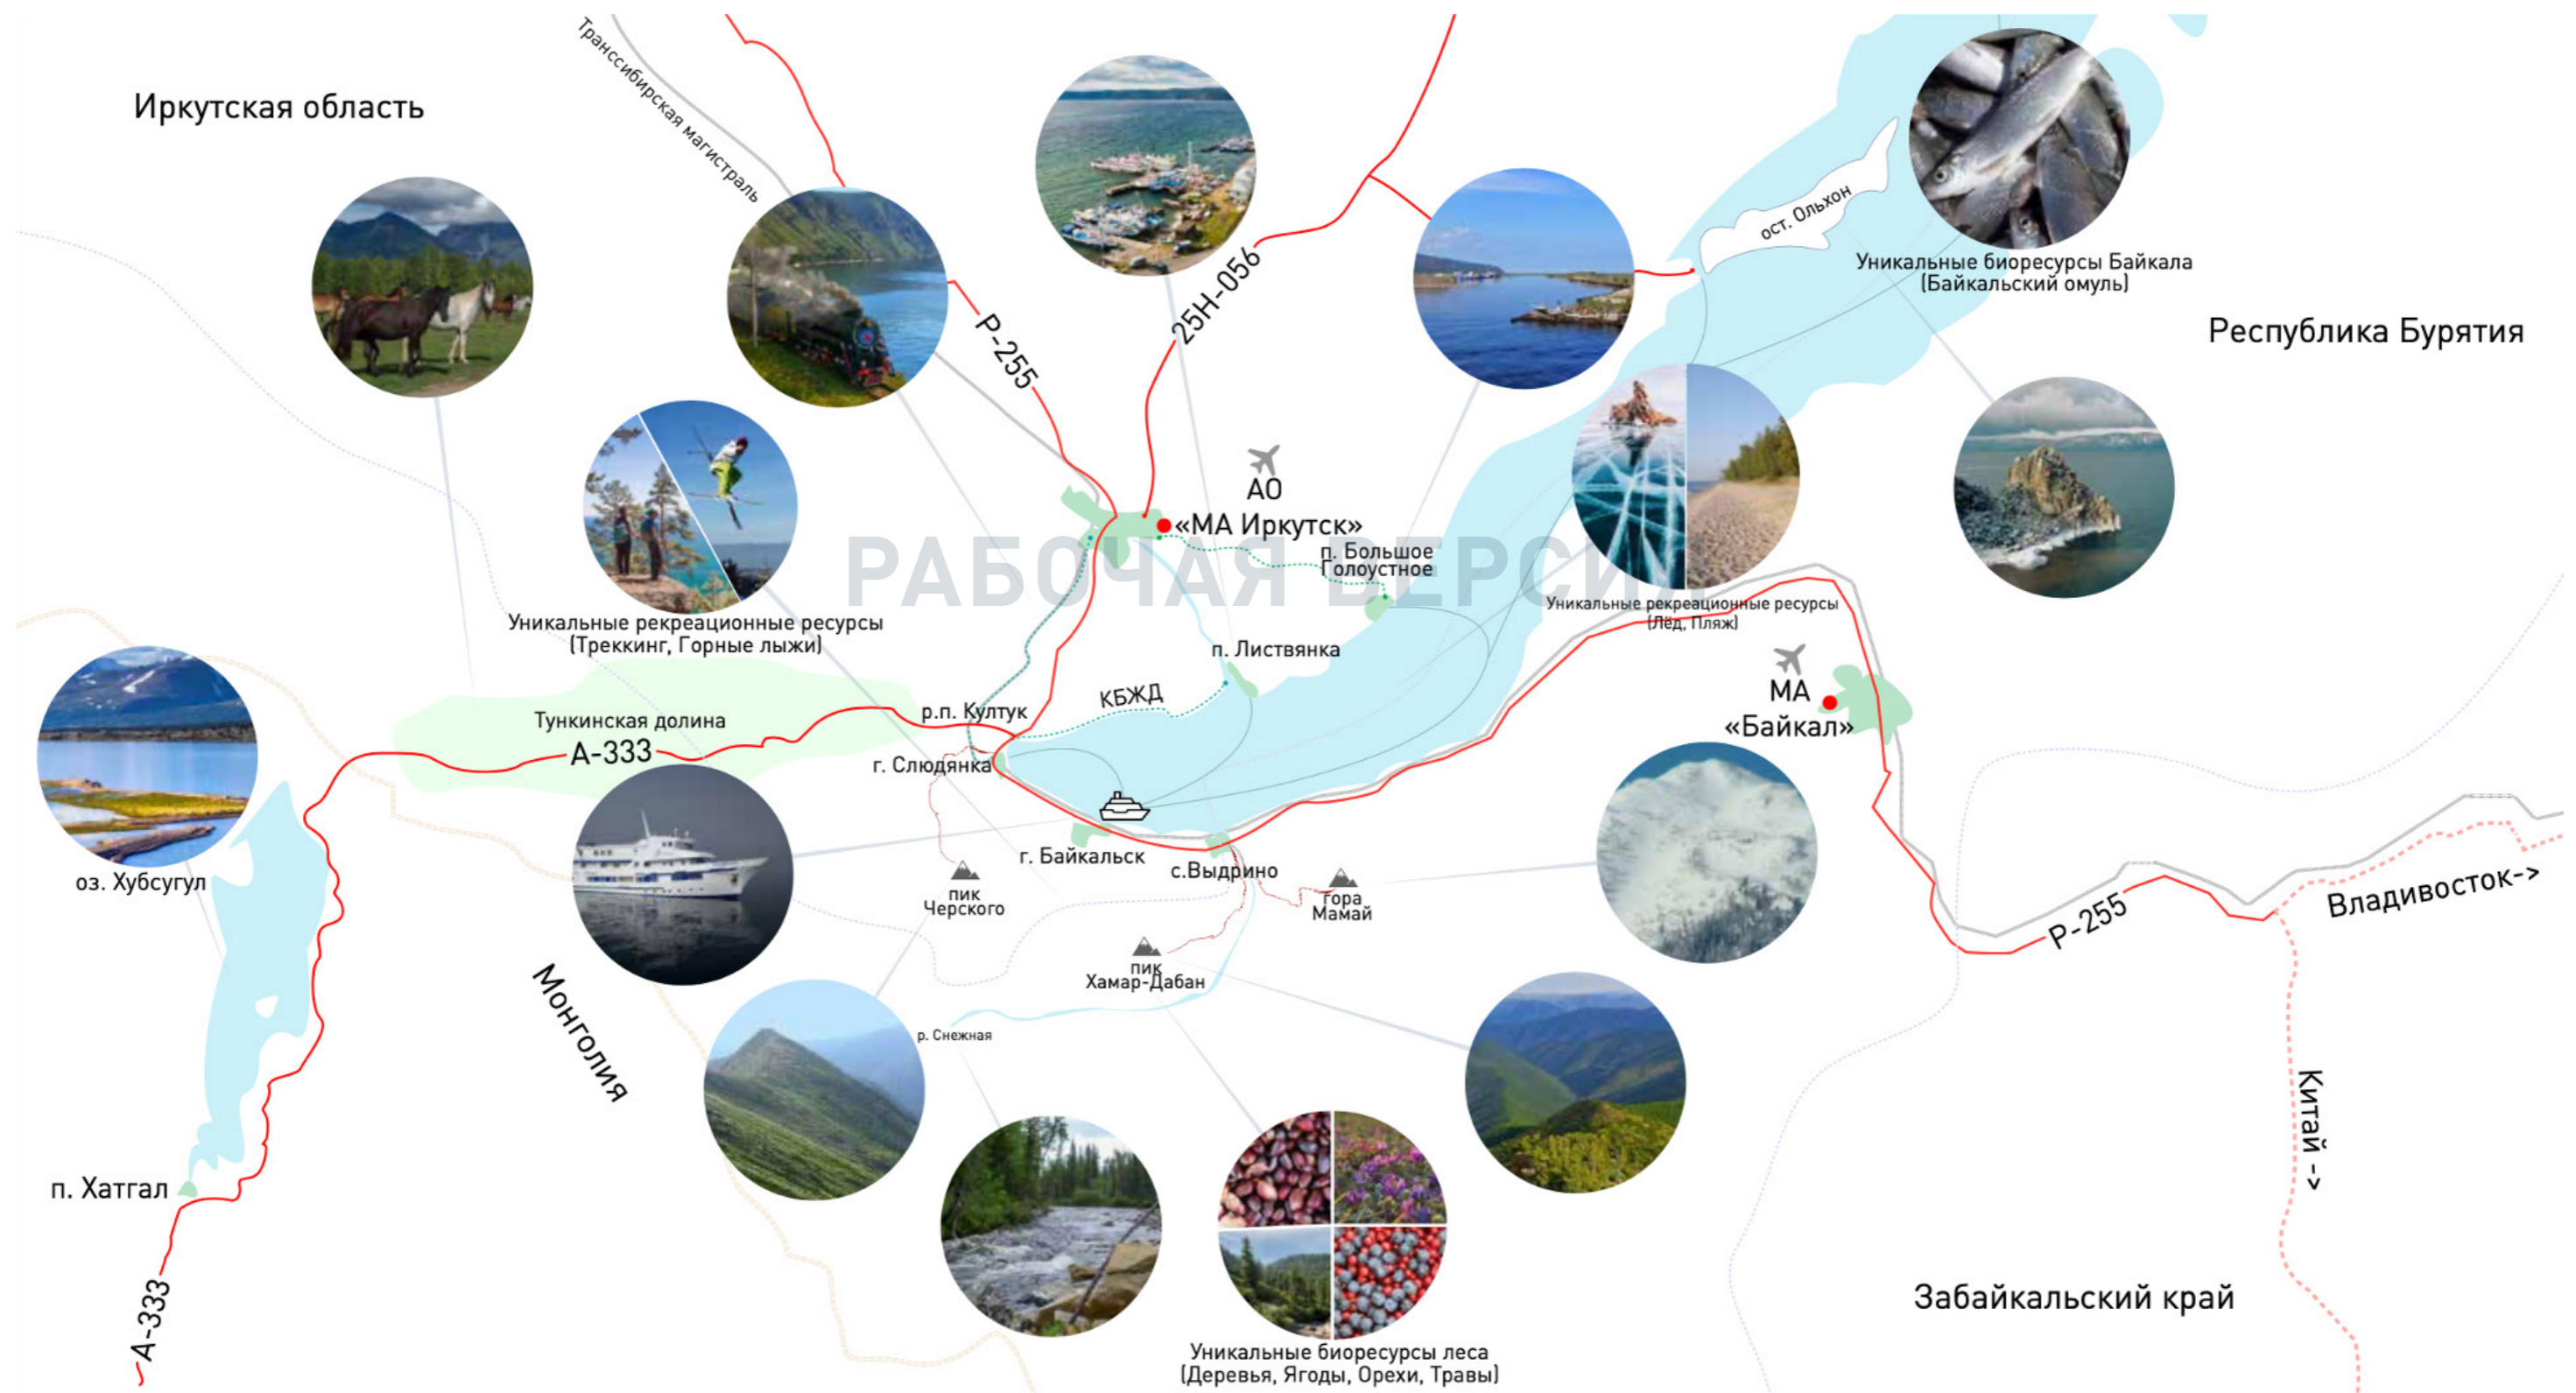 Транссибирская магистраль
Иркутская область
ост. Ольхон
Уникальные биоресурсы Байкала
(Байкальский омуль)
25Н-056
Р-255
Республика Бурятия
АО
«МА Иркутск»
РАБОЧАЯ ВЕРСИЯ
п. Большое
Голоустное
Уникальные рекреационные ресурсы
(Лёд, Пляж)
Уникальные рекреационные ресурсы
(Треккинг, Горные лыжи)
п. Листвянка
МА
«Байкал»
КБЖД
р.п. Култук
Тункинская долина
А-333
г. Слюдянка
г. Байкальск
с.Выдрино
оз. Хубсугул
пик
Черского
гора
Мамай
Владивосток->
Р-255
пик
Хамар-Дабан
Монголия
р. Снежная
Китай ->
п. Хатгал
А-333
Забайкальский край
Уникальные биоресурсы леса
(Деревья, Ягоды, Орехи, Травы)